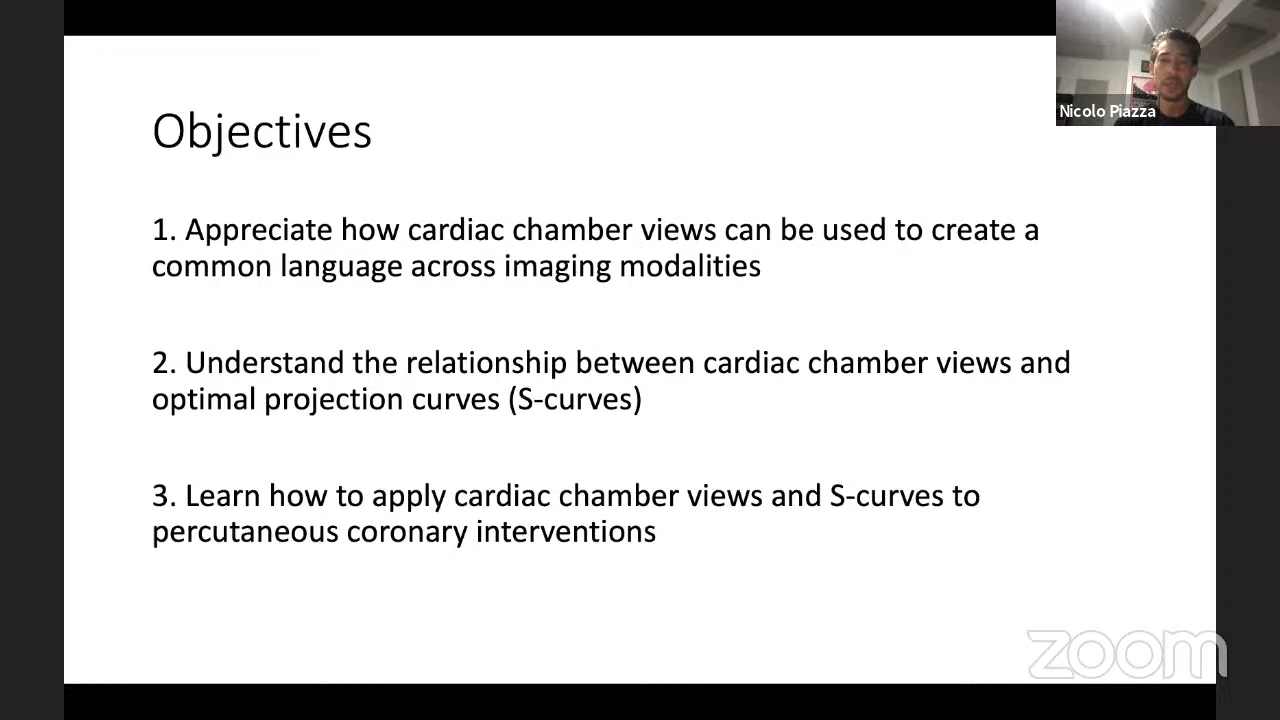 Nicolo Piazza
Objectives
1. Appreciate how cardiac chamber views can be used to create a
common language across imaging modalities
2. Understand the relationship between cardiac chamber views and
optimal projection curves (S-curves)
3. Learn how to apply cardiac chamber views and S-curves to
percutaneous coronary interventions
zoom